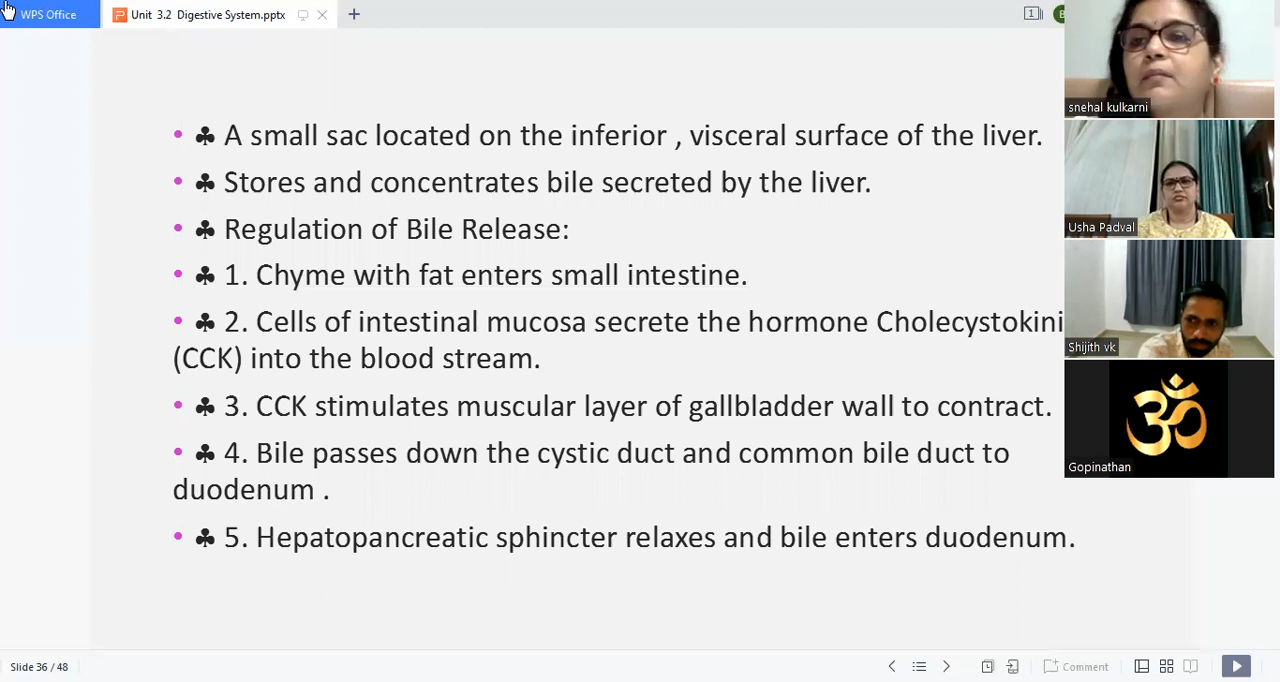 WPS Office
Unit 3.2 Digestive System.pptx
1
♣ A small sac located on the inferior , visceral surface of the liver.
♣ Stores and concentrates bile secreted by the liver.
♣ Regulation of Bile Release:
♣ 1. Chyme with fat enters small intestine.
♣ 2. Cells of intestinal mucosa secrete the hormone Cholecystokini
(CCK) into the blood stream.
♣ 3. CCK stimulates muscular layer of gallbladder wall to contract.
♣ 4. Bile passes down the cystic duct and common bile duct to
duodenum .
♣ 5. Hepatopancreatic sphincter relaxes and bile enters duodenum.
snehal kulkarni
Usha Padval
Shijith vk
ॐ
Gopinathan
Slide 36 / 48
Comment